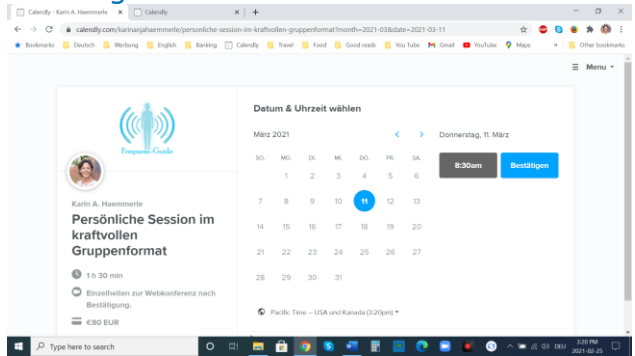 Calendly - Karin A. Haemmerle
Calendly
calendly.com/karinanjahaemmerle/personliche-session-im-kraftvollen-gruppenformat?month=2021-03&date=2021-03-11
Bookmarks Deutsch Werbung English Banking Calendly Travel Food Good reads You Tube Gmail YouTube Maps » Other bookmarks
Menu
Frequenz-Guide
Karin A. Haemmerle
Persönliche Session im
kraftvollen
Gruppenformat
1 h 30 min
Einzelheiten zur Webkonferenz nach
Bestätigung.
€80 EUR
Datum & Uhrzeit wählen
März 2021
SO. MO. DI. MI. DO. FR. SA.
1 2 3 4 5 6
7 8 9 10 11 12 13
14 15 16 17 18 19 20
21 22 23 24 25 26 27
28 29 30 31
Pacific Time – USA und Kanada (3:20pm)
Donnerstag, 11. März
8:30am Bestätigen
Type here to search
DEU
3:20 PM
2021-02-25